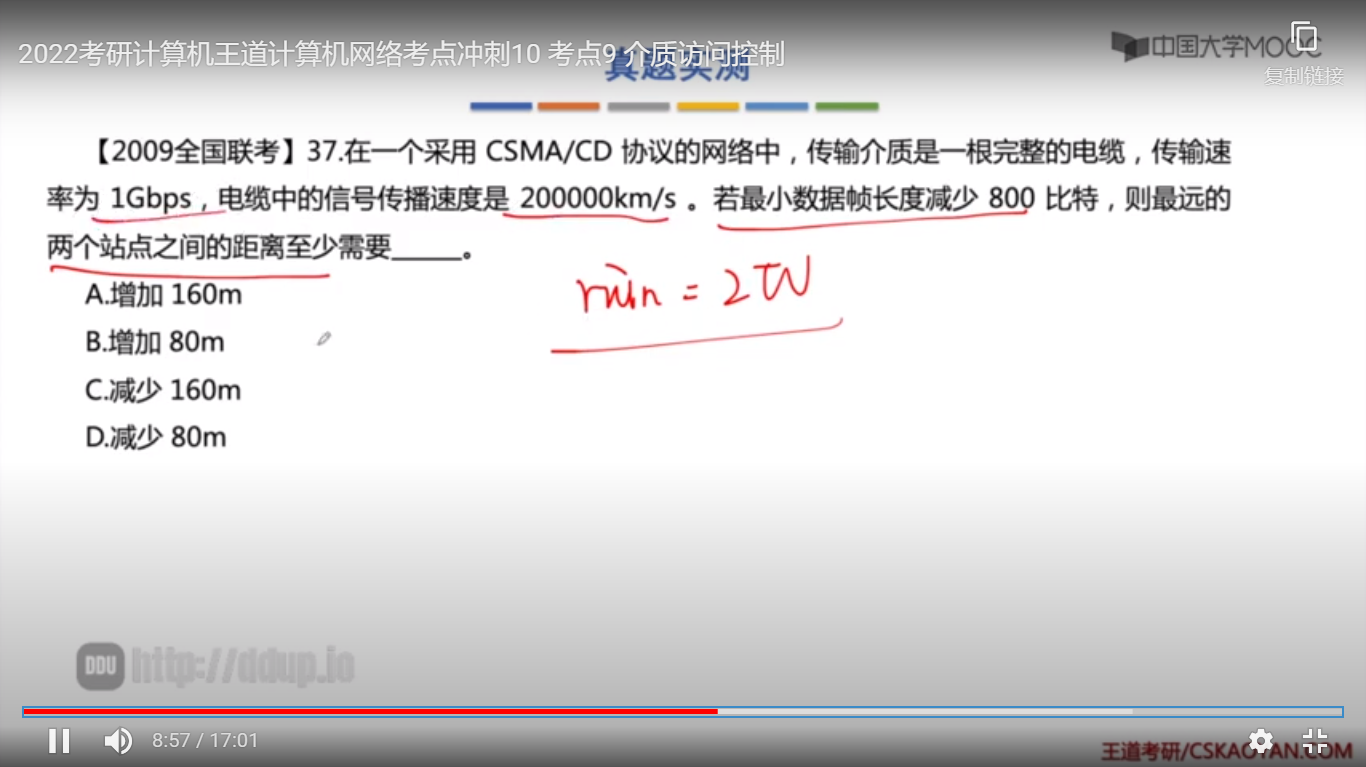 2022考研计算机王道计算机网络考点冲刺10 考点9 介质访问控制
真题实测
中国大学MOOC
复制链接
【2009全国联考】37.在一个采用 CSMA/CD 协议的网络中，传输介质是一根完整的电缆，传输速
率为 1Gbps，电缆中的信号传播速度是 200000km/s 。若最小数据帧长度减少 800 比特，则最远的
两个站点之间的距离至少需要_____。
A.增加 160m
B.增加 80m
C.减少 160m
D.减少 80m
min = 2τW
DDU http://ddup.io
8:57 / 17:01
王道考研/CSKAOYAN.COM